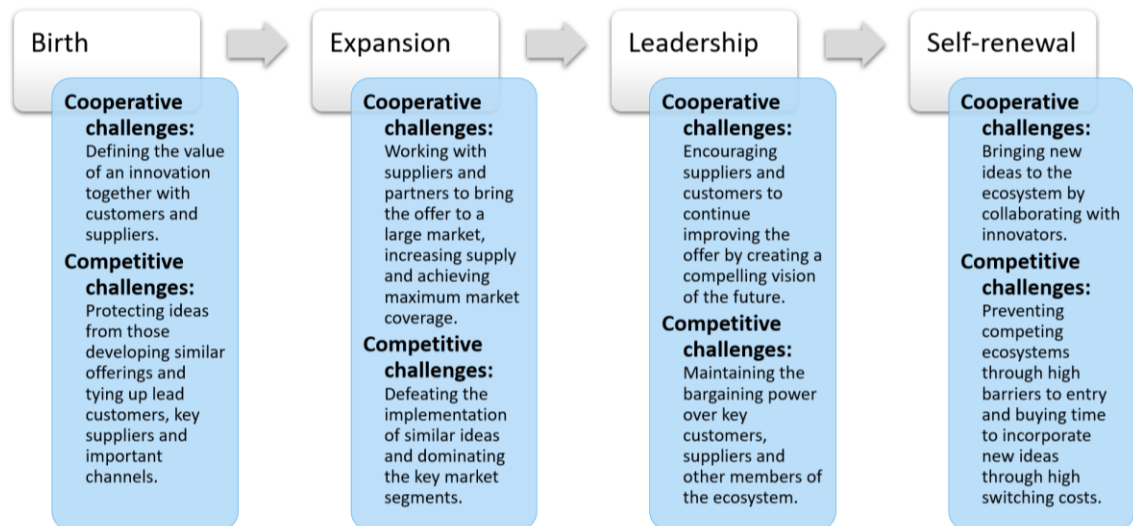 Birth
Cooperative
challenges:
Defining the value
of an innovation
together with
customers and
suppliers.
Competitive
challenges:
Protecting ideas
from those
developing similar
offerings and
tying up lead
customers, key
suppliers and
important
channels.
Expansion
Cooperative
challenges:
Working with
suppliers and
partners to bring
the offer to a
large market,
increasing supply
and achieving
maximum market
coverage.
Competitive
challenges:
Defeating the
implementation
of similar ideas
and dominating
the key market
segments.
Leadership
Cooperative
challenges:
Encouraging
suppliers and
customers to
continue
improving the
offer by creating a
compelling vision
of the future.
Competitive
challenges:
Maintaining the
bargaining power
over key
customers,
suppliers and
other members of
the ecosystem.
Self-renewal
Cooperative
challenges:
Bringing new
ideas to the
ecosystem by
collaborating with
innovators.
Competitive
challenges:
Preventing
competing
ecosystems
through high
barriers to entry
and buying time
to incorporate
new ideas
through high
switching costs.